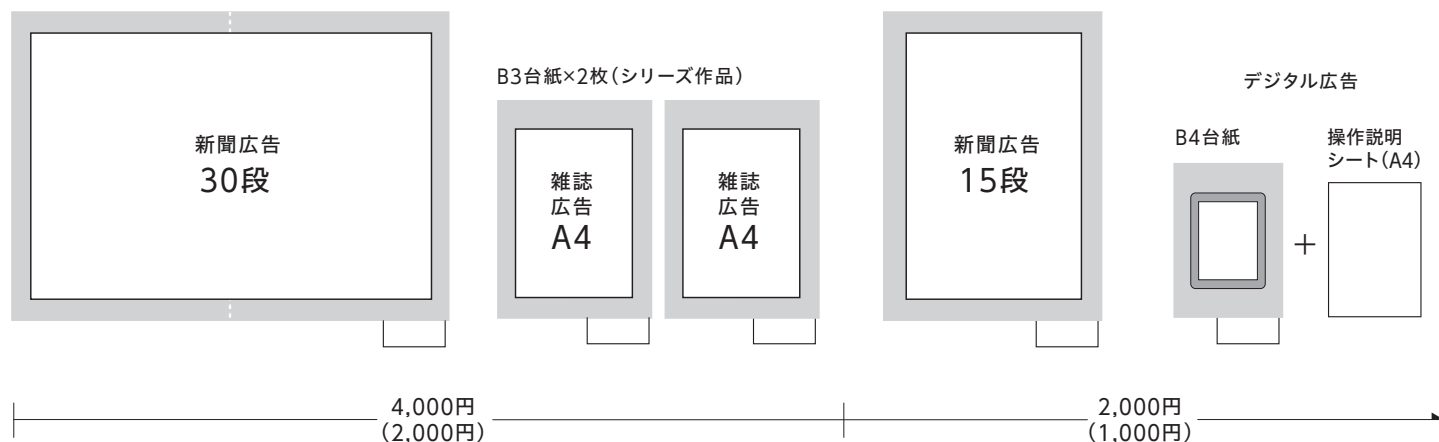 新聞広告
30段
B3台紙×2枚（シリーズ作品）
雑誌
広告
A4
雑誌
広告
A4
新聞広告
15段
デジタル広告
B4台紙
操作説明
シート（A4）
+
4,000円
（2,000円）
2,000円
（1,000円）